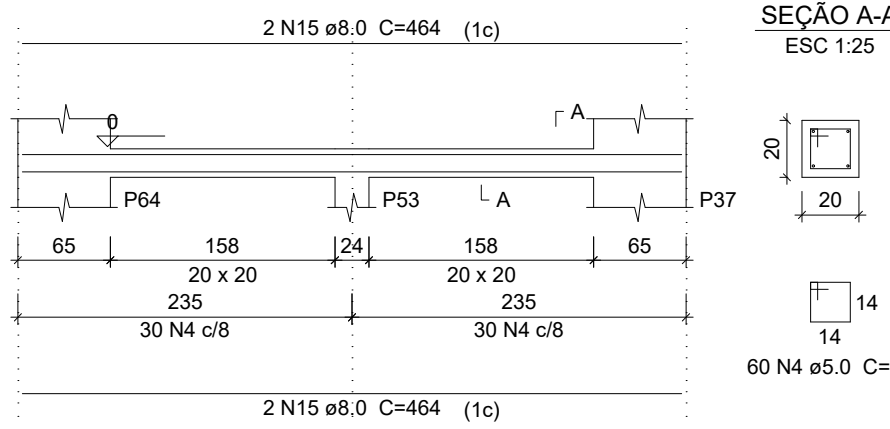 2 N15 ø8.0 C=464 (1c)
SEÇÃO A-A
ESC 1:25
0
A
20
20
P64
P53
A
P37
65 158 24 158 65
20 x 20 20 x 20
235 235
30 N4 c/8 30 N4 c/8
14
14
60 N4 ø5.0 C=
2 N15 ø8.0 C=464 (1c)